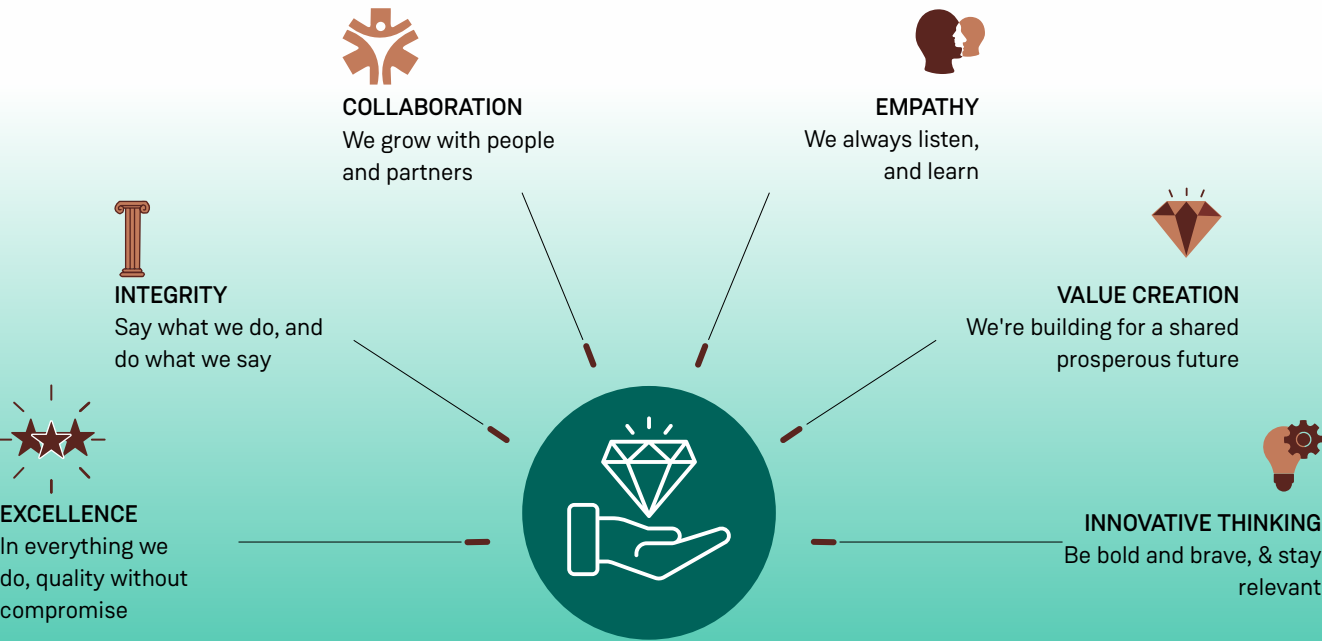 COLLABORATION
We grow with people
and partners
EMPATHY
We always listen,
and learn
INTEGRITY
Say what we do, and
do what we say
VALUE CREATION
We're building for a shared
prosperous future
EXCELLENCE
In everything we
do, quality without
compromise
INNOVATIVE THINKING
Be bold and brave, & stay
relevant